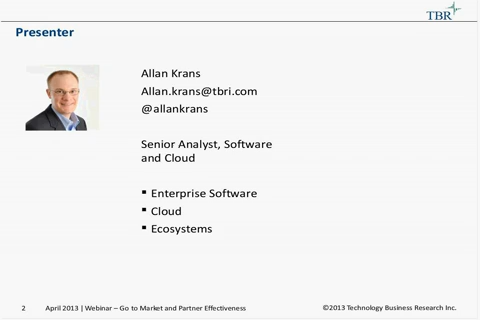 TBR
Presenter
Allan Krans
Allan.krans@tbri.com
@allankrans
Senior Analyst, Software
and Cloud
▪ Enterprise Software
▪ Cloud
▪ Ecosystems
2 April 2013 | Webinar – Go to Market and Partner Effectiveness ©2013 Technology Business Research Inc.